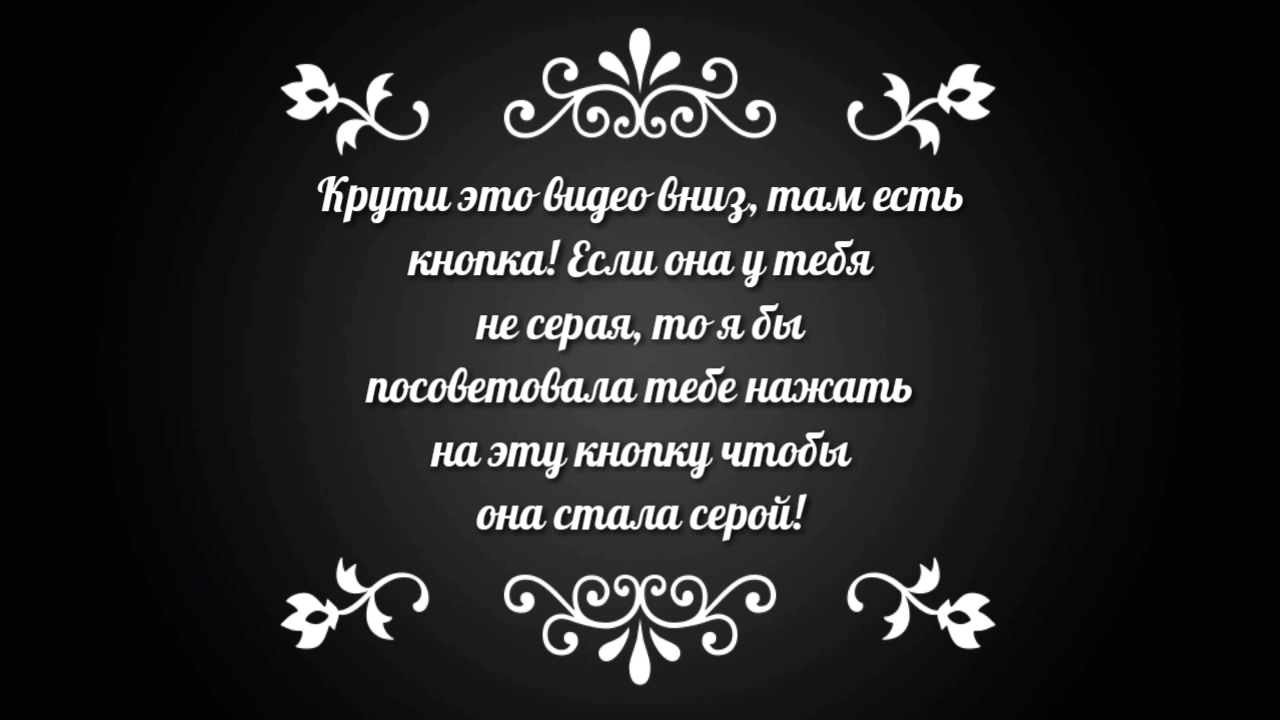 Крути это видео вниз, там есть
кнопка! Если она у тебя
не серая, то я бы
посоветовала тебе нажать
на эту кнопку чтобы
она стала серой!